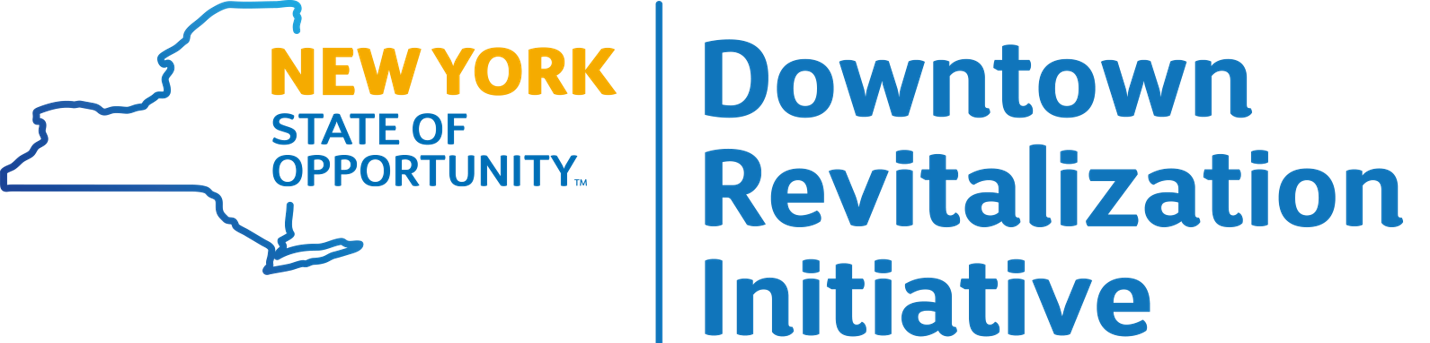 NEW YORK
STATE OF
OPPORTUNITY™
Downtown
Revitalization
Initiative